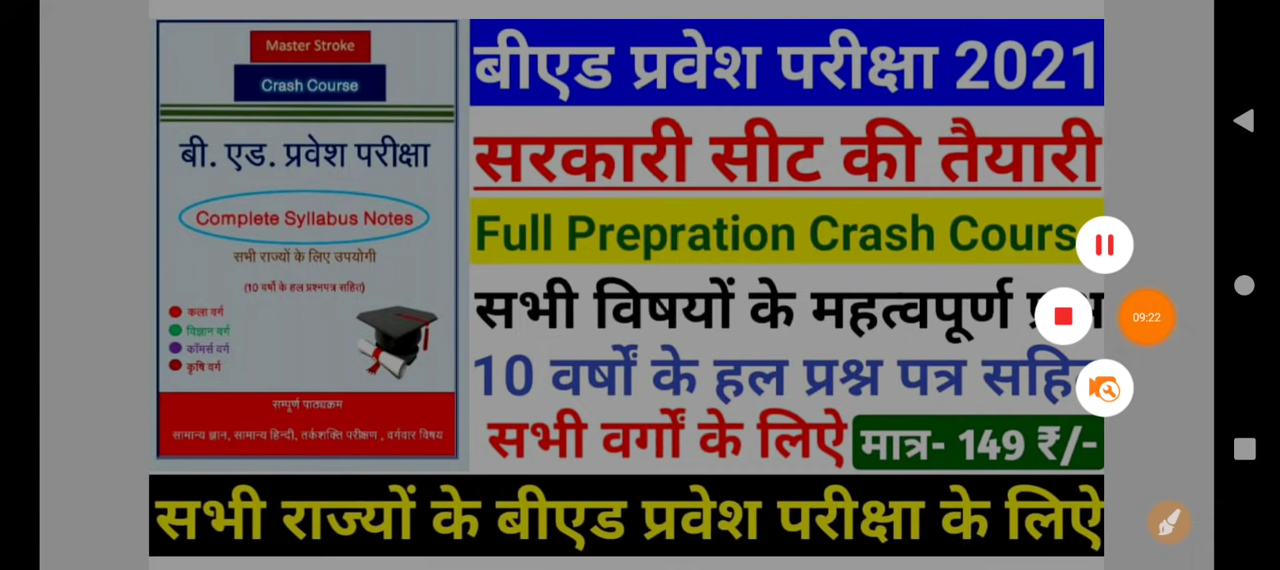 Master Stroke
Crash Course
बी. एड. प्रवेश परीक्षा
Complete Syllabus Notes
सभी राज्यों के लिए उपयोगी
(10 वर्षों के हल प्रश्नपत्र सहित)
कला वर्ग
विज्ञान वर्ग
कॉमर्स वर्ग
कृषि वर्ग
सम्पूर्ण पाठ्यक्रम
सामान्य ज्ञान, सामान्य हिन्दी, तर्कशक्ति परीक्षण , वर्गवार विषय
बीएड प्रवेश परीक्षा 2021
सरकारी सीट की तैयारी
Full Prepration Crash Cours
सभी विषयों के महत्वपूर्ण
10 वर्षों के हल प्रश्न पत्र सहित
सभी वर्गो के लिऐ मात्र- 149 ₹/-
सभी राज्यों के बीएड प्रवेश परीक्षा के लिऐ
09:22